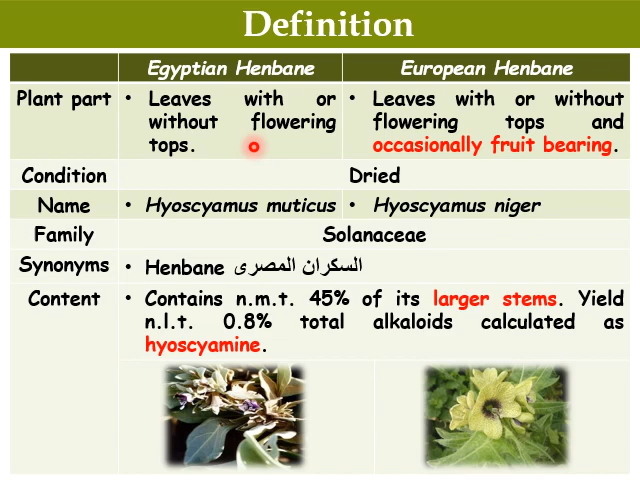 Definition
Egyptian Henbane
European Henbane
Plant part
• Leaves with or
without flowering
tops.
• Leaves with or without
flowering tops and
occasionally fruit bearing.
Condition
Dried
Name
• Hyoscyamus muticus
• Hyoscyamus niger
Family
Solanaceae
Synonyms
• Henbane السكران المصرى
Content
• Contains n.m.t. 45% of its larger stems. Yield
n.l.t. 0.8% total alkaloids calculated as
hyoscyamine.